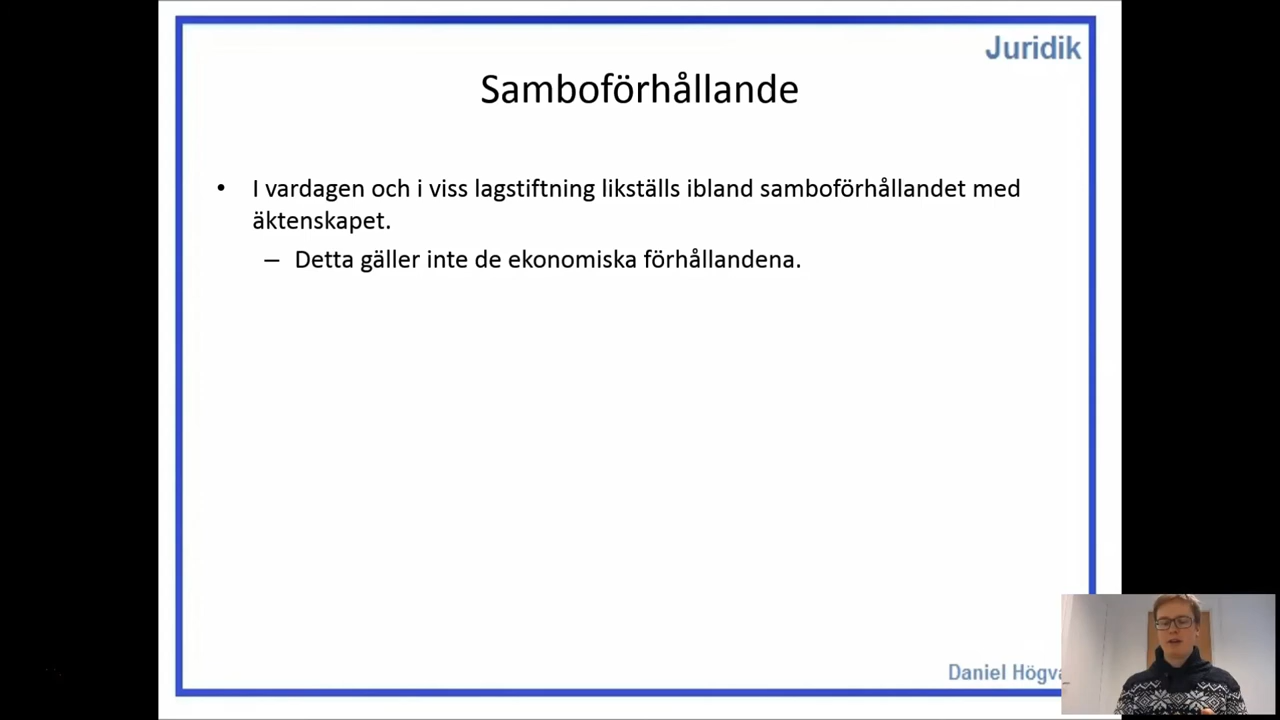 Juridik
Samboförhållande
• I vardagen och i viss lagstiftning likställs ibland samboförhållandet med
äktenskapet.
– Detta gäller inte de ekonomiska förhållandena.
Daniel